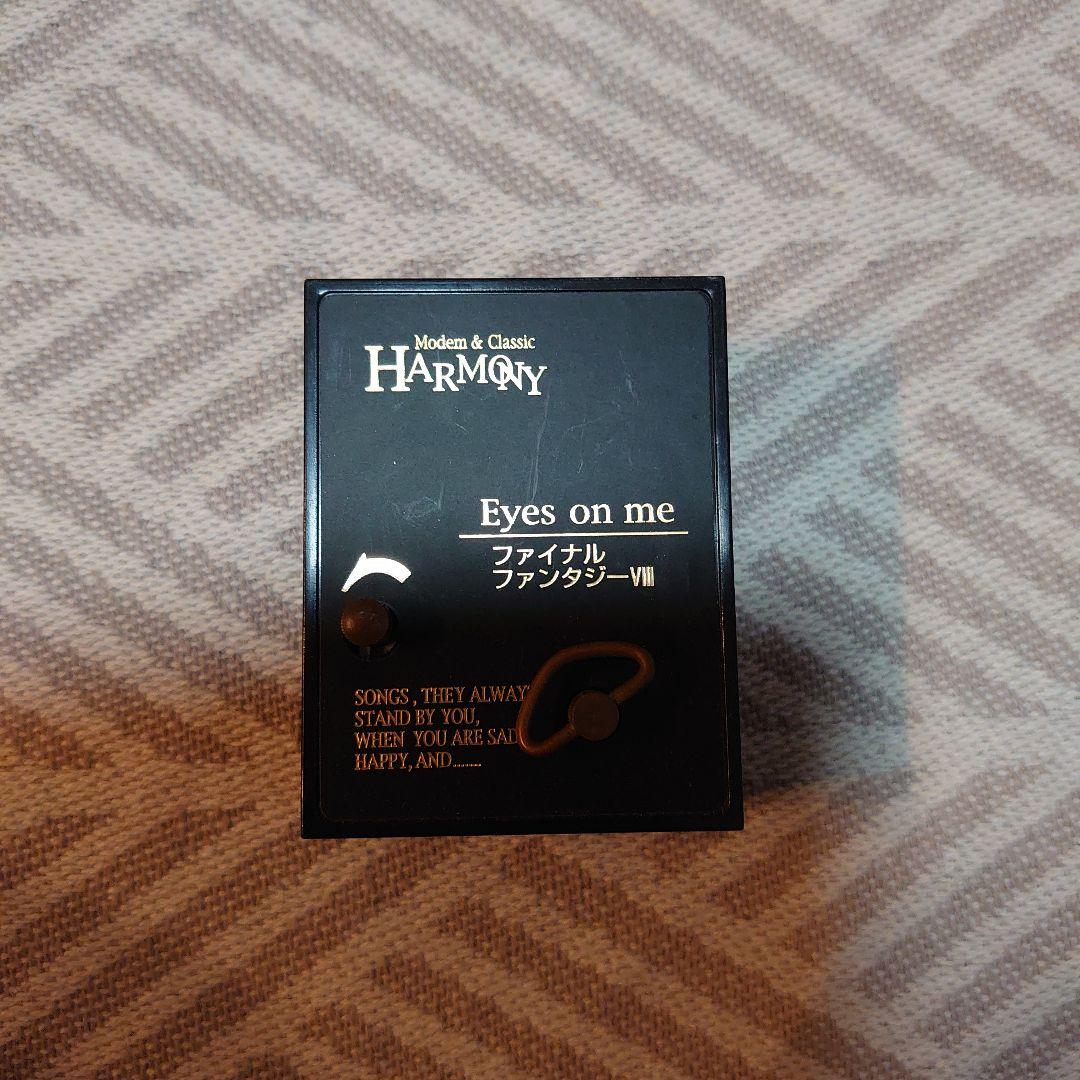 Modern & Classic
HARMONY
Eyes on me
ファイナル
ファンタジーVIII
SONGS, THEY ALWAY
STAND BY YOU,
WHEN YOU ARE SAD
HAPPY, AND........